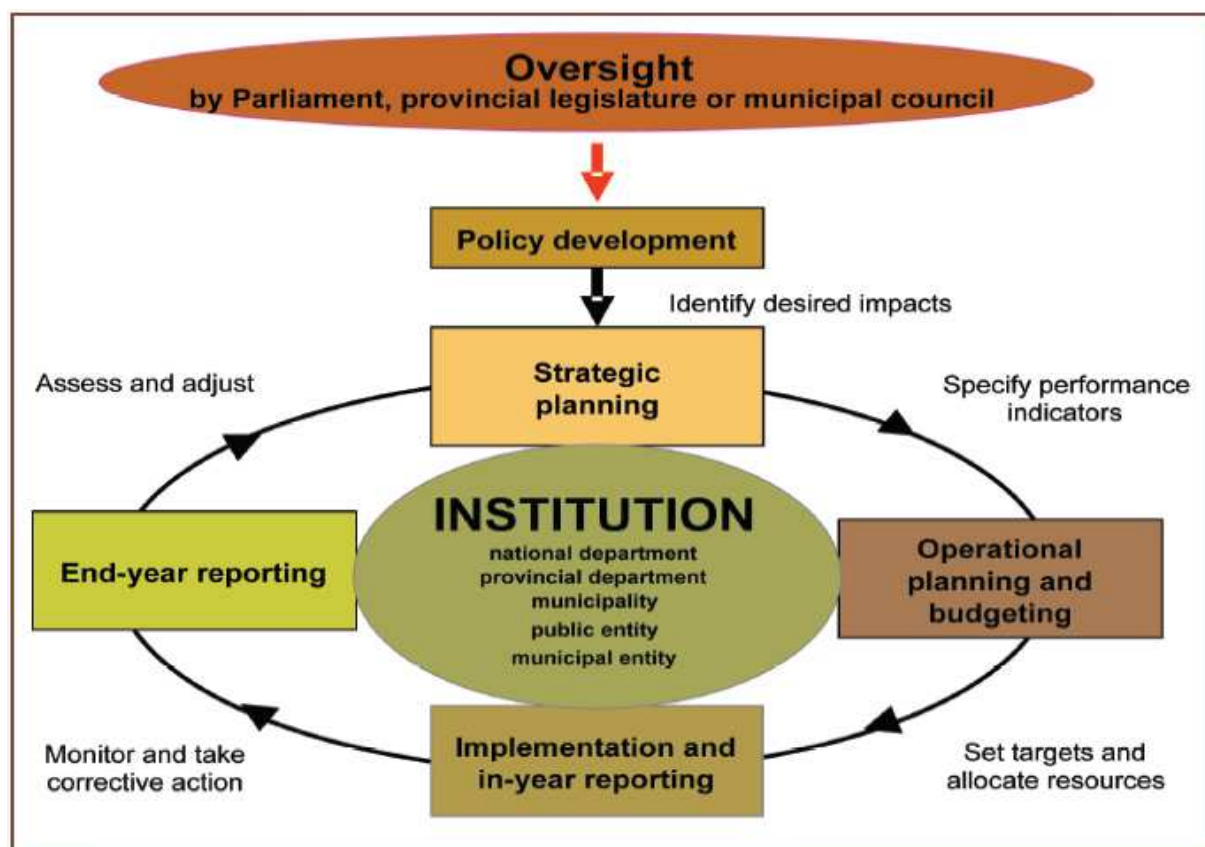 Oversight
by Parliament, provincial legislature or municipal council
Policy development
Identify desired impacts
Strategic
planning
Assess and adjust
Specify performance
indicators
INSTITUTION
national department
provincial department
municipality
public entity
municipal entity
End-year reporting
Operational
planning and
budgeting
Implementation and
in-year reporting
Monitor and take
corrective action
Set targets and
allocate resources